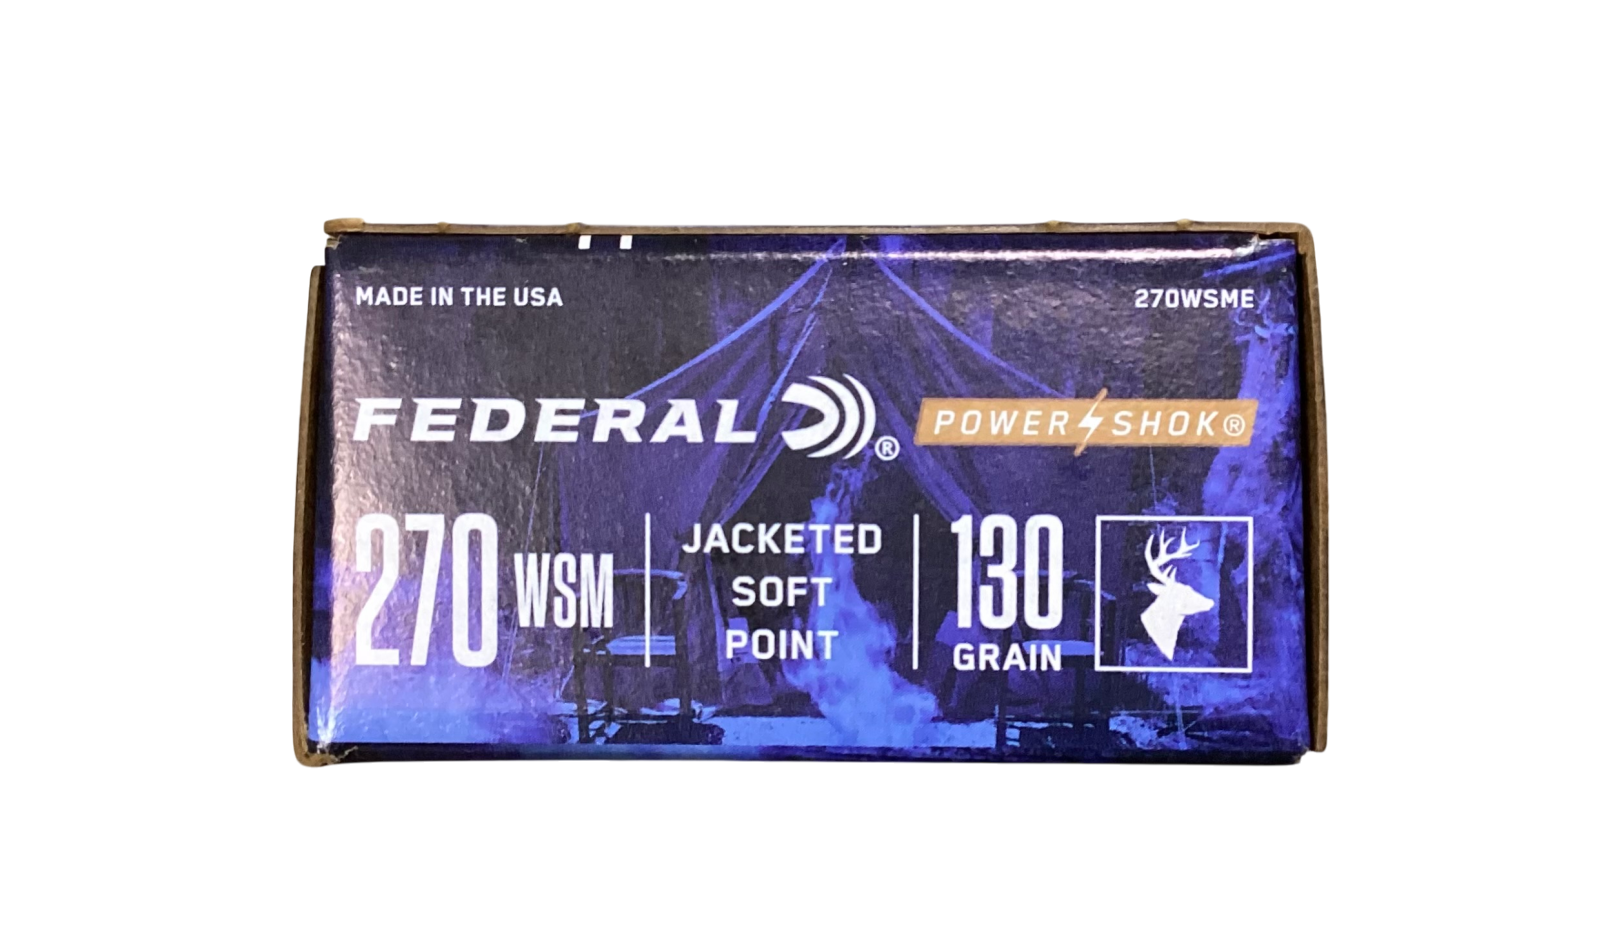 MADE IN THE USA
270WSME
FEDERAL®
POWER SHOK®
270 WSM
JACKETED
SOFT
POINT
130
GRAIN